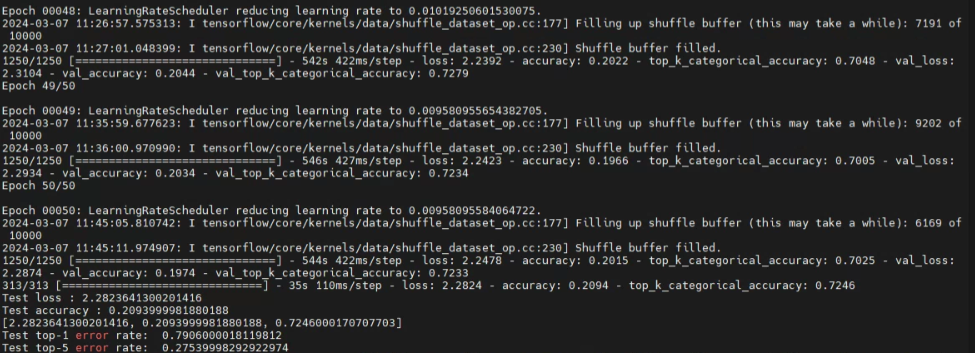 Epoch 00048: LearningRateScheduler reducing learning rate to 0.01019250601530075.
2024-03-07 11:26:57.575313: I tensorflow/core/kernels/data/shuffle_dataset_op.cc:177] Filling up shuffle buffer (this may take a while): 7191 of
10000
2024-03-07 11:27:01.048399: I tensorflow/core/kernels/data/shuffle_dataset_op.cc:230] Shuffle buffer filled.
1250/1250 [==============================] - 542s 422ms/step - loss: 2.2392 - accuracy: 0.2022 - top_k_categorical_accuracy: 0.7048 - val_loss:
2.3104 - val_accuracy: 0.2044 - val_top_k_categorical_accuracy: 0.7279
Epoch 49/50
Epoch 00049: LearningRateScheduler reducing learning rate to 0.009580955654382705.
2024-03-07 11:35:59.677623: I tensorflow/core/kernels/data/shuffle_dataset_op.cc:177] Filling up shuffle buffer (this may take a while): 9202 of
10000
2024-03-07 11:36:00.970990: I tensorflow/core/kernels/data/shuffle_dataset_op.cc:230] Shuffle buffer filled.
1250/1250 [==============================] - 546s 427ms/step - loss: 2.2423 - accuracy: 0.1966 - top_k_categorical_accuracy: 0.7005 - val_loss:
2.2934 - val_accuracy: 0.2034 - val_top_k_categorical_accuracy: 0.7234
Epoch 50/50
Epoch 00050: LearningRateScheduler reducing learning rate to 0.00958095584064722.
2024-03-07 11:45:05.810742: I tensorflow/core/kernels/data/shuffle_dataset_op.cc:177] Filling up shuffle buffer (this may take a while): 6169 of
10000
2024-03-07 11:45:11.974907: I tensorflow/core/kernels/data/shuffle_dataset_op.cc:230] Shuffle buffer filled.
1250/1250 [==============================] - 544s 422ms/step - loss: 2.2478 - accuracy: 0.2015 - top_k_categorical_accuracy: 0.7025 - val_loss:
2.2874 - val_accuracy: 0.1974 - val_top_k_categorical_accuracy: 0.7233
313/313 [==============================] - 35s 110ms/step - loss: 2.2824 - accuracy: 0.2094 - top_k_categorical_accuracy: 0.7246
Test loss : 2.2823641300201416
Test accuracy : 0.2093999981880188
[2.2823641300201416, 0.2093999981880188, 0.7246000170707703]
Test top-1 error rate:  0.7906000018119812
Test top-5 error rate:  0.27539998292922974